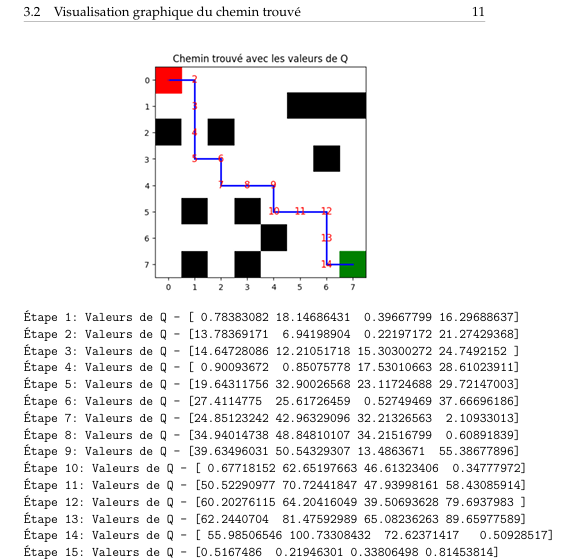 3.2 Visualisation graphique du chemin trouvé 11
Chemin trouvé avec les valeurs de Q
0
2
1
3
2
4
3
5 6
4
7 8 9
5
10 11 12
6
13
7
14
0 1 2 3 4 5 6 7
Étape 1: Valeurs de Q - [ 0.78383082 18.14686431 0.39667799 16.29688637]
Étape 2: Valeurs de Q - [13.78369171 6.94198904 0.22197172 21.27429368]
Étape 3: Valeurs de Q - [14.64728086 12.21051718 15.30300272 24.7492152 ]
Étape 4: Valeurs de Q - [ 0.90093672 0.85075778 17.53010663 28.61023911]
Étape 5: Valeurs de Q - [19.64311756 32.90026568 23.11724688 29.72147003]
Étape 6: Valeurs de Q - [27.4114775 25.61726459 0.52749469 37.66696186]
Étape 7: Valeurs de Q - [24.85123242 42.96329096 32.21326563 2.10933013]
Étape 8: Valeurs de Q - [34.94014738 48.84810107 34.21516799 0.60891839]
Étape 9: Valeurs de Q - [39.63496031 50.54329307 13.4863671 55.38677896]
Étape 10: Valeurs de Q - [ 0.67718152 62.65197663 46.61323406 0.34777972]
Étape 11: Valeurs de Q - [50.52290977 70.72441847 47.93998161 58.43085914]
Étape 12: Valeurs de Q - [60.20276115 64.20416049 39.50693628 79.6937983 ]
Étape 13: Valeurs de Q - [62.2440704 81.47592989 65.08236263 89.65977589]
Étape 14: Valeurs de Q - [ 55.98506546 100.73308432 72.62371417 0.50928517]
Étape 15: Valeurs de Q - [0.5167486 0.21946301 0.33806498 0.81453814]